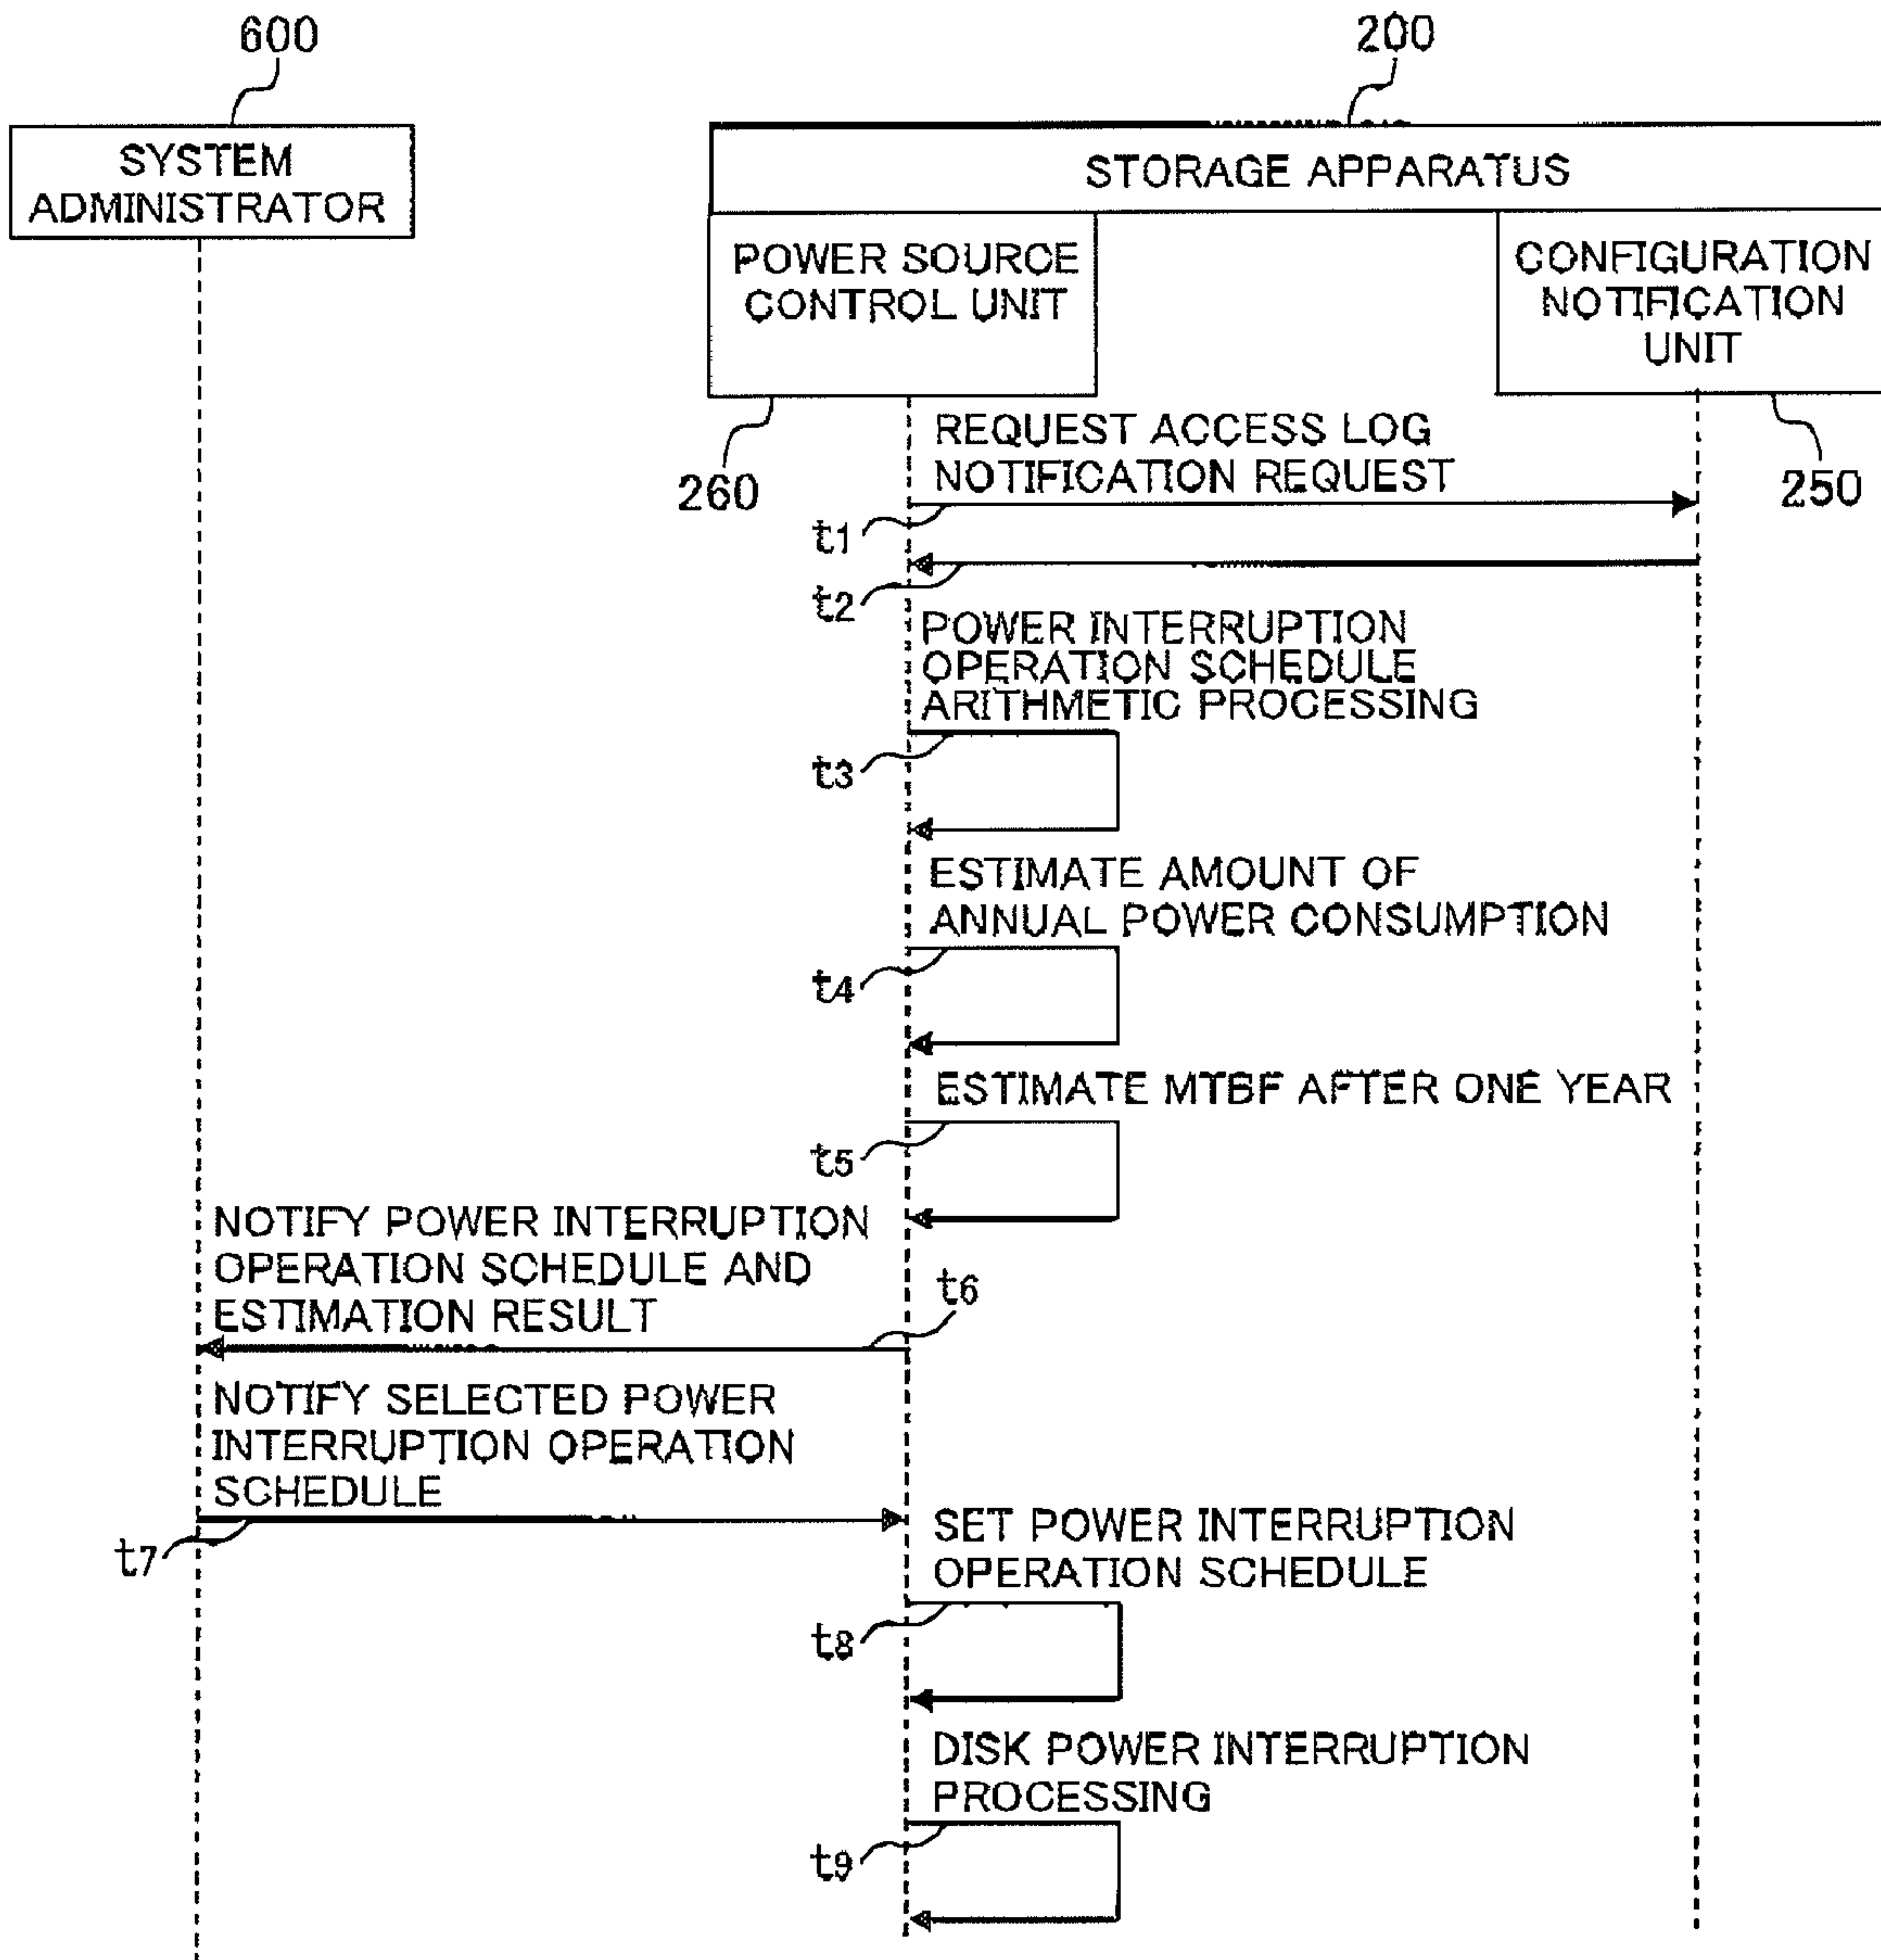 600
200
SYSTEM
ADMINISTRATOR
STORAGE APPARATUS
POWER SOURCE
CONTROL UNIT
CONFIGURATION
NOTIFICATION
UNIT
260
250
REQUEST ACCESS LOG
NOTIFICATION REQUEST
t1
t2
POWER INTERRUPTION
OPERATION SCHEDULE
ARITHMETIC PROCESSING
t3
ESTIMATE AMOUNT OF
ANNUAL POWER CONSUMPTION
t4
ESTIMATE MTBF AFTER ONE YEAR
t5
NOTIFY POWER INTERRUPTION
OPERATION SCHEDULE AND
ESTIMATION RESULT
t6
NOTIFY SELECTED POWER
INTERRUPTION OPERATION
SCHEDULE
t7
SET POWER INTERRUPTION
OPERATION SCHEDULE
t8
DISK POWER INTERRUPTION
PROCESSING
t9